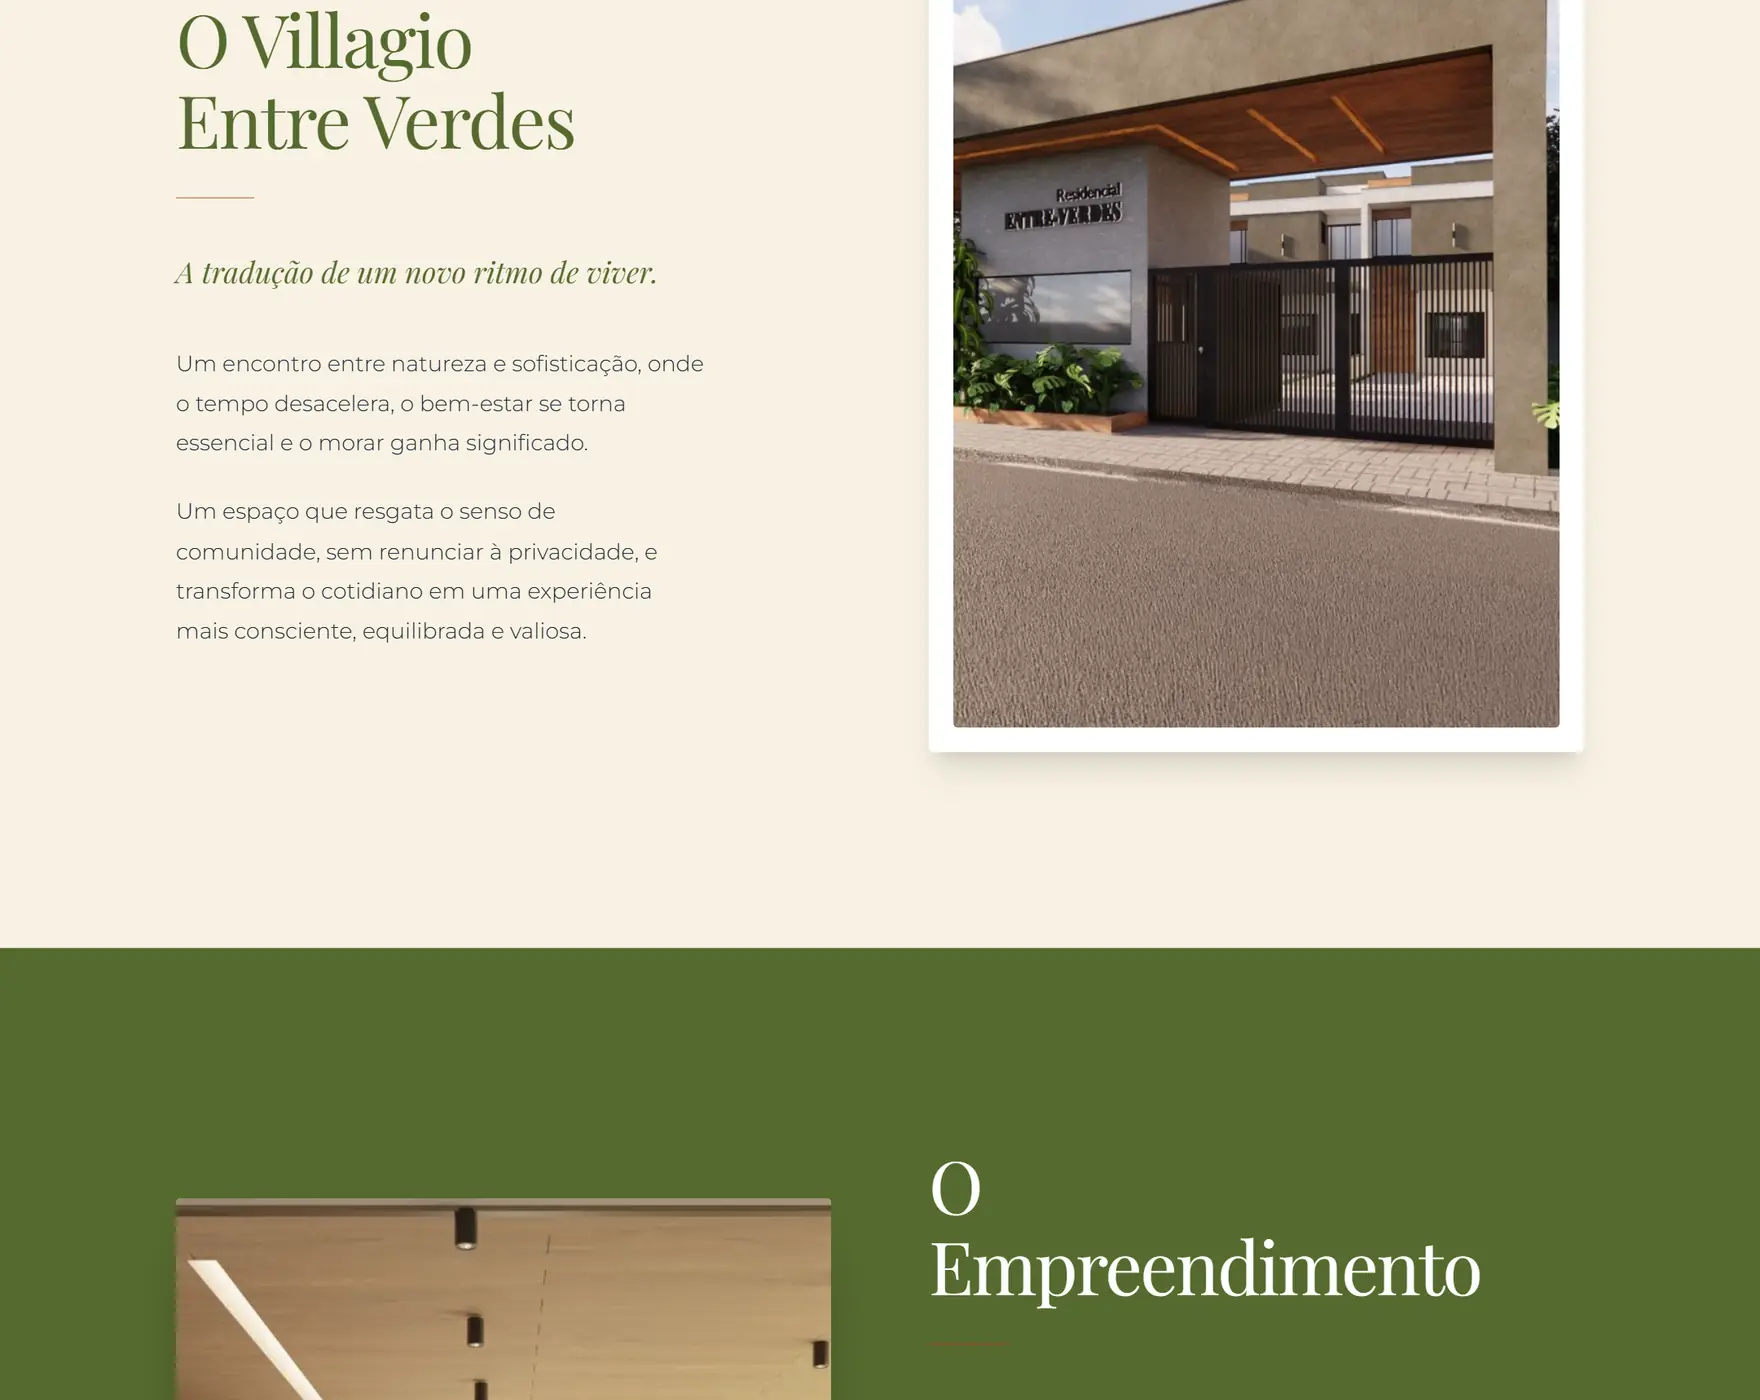 O Villagio
Entre Verdes
A tradução de um novo ritmo de viver.
Um encontro entre natureza e sofisticação, onde
o tempo desacelera, o bem-estar se torna
essencial e o morar ganha significado.
Um espaço que resgata o senso de
comunidade, sem renunciar à privacidade, e
transforma o cotidiano em uma experiência
mais consciente, equilibrada e valiosa.
Residencial
ENTRE-VERDES
O
Empreendimento